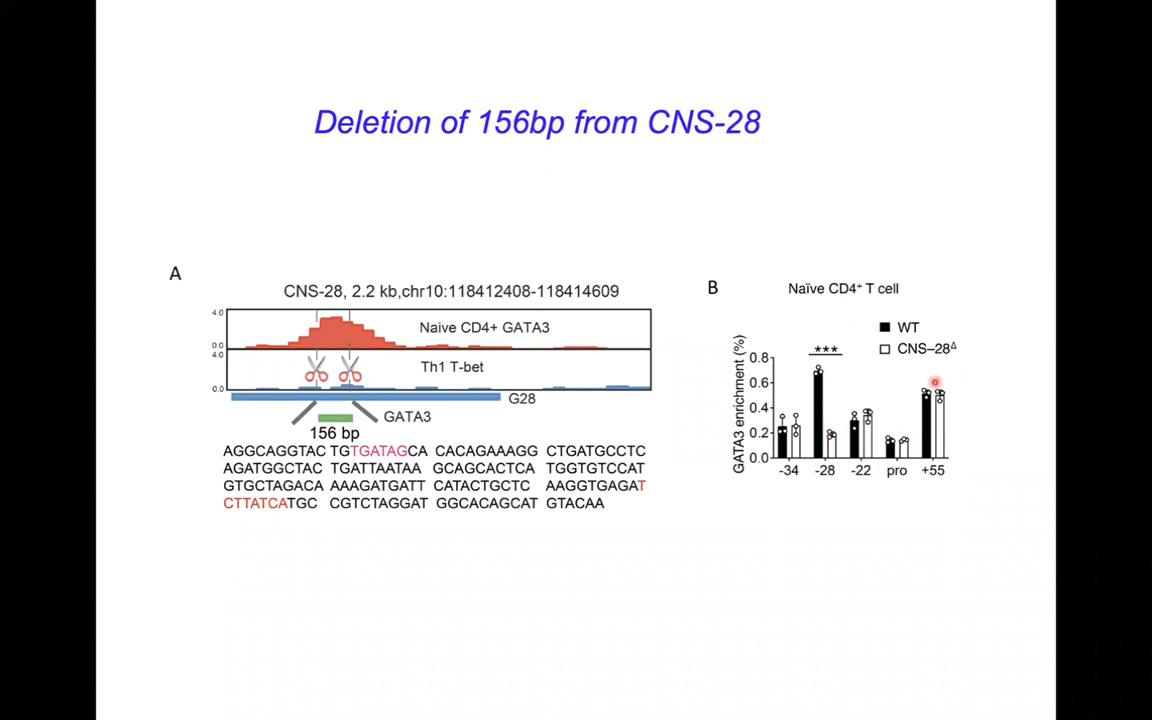 Deletion of 156bp from CNS-28
A
CNS-28, 2.2 kb,chr10:118412408-118414609
4.0
Naive CD4+ GATA3
0.0
4.0
Th1 T-bet
0.0
G28
GATA3
156 bp
AGGCAGGTAC TGTGATAGCA CACAGAAAGG CTGATGCCTC
AGATGGCTAC TGATTAATAA GCAGCACTCA TGGTGTCCAT
GTGCTAGACA AAAGATGATT CATACTGCTC AAGGTGAGAT
CTTATCATGC CGTCTAGGAT GGCACAGCAT GTACAA
B
Naïve CD4⁺ T cell
WT
CNS–28ᐞ
GATA3 enrichment (%)
0.8
0.6
0.4
0.2
0.0
***
-34 -28 -22 pro +55